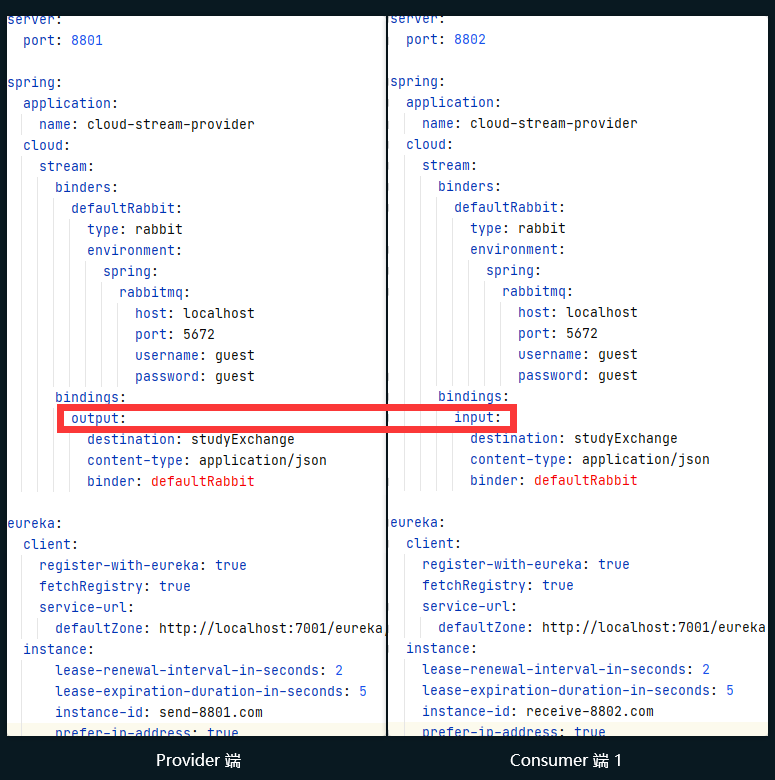 server:
  port: 8801
spring:
  application:
    name: cloud-stream-provider
  cloud:
    stream:
      binders:
        defaultRabbit:
          type: rabbit
          environment:
            spring:
              rabbitmq:
                host: localhost
                port: 5672
                username: guest
                password: guest
      bindings:
        output:
          destination: studyExchange
          content-type: application/json
          binder: defaultRabbit
eureka:
  client:
    register-with-eureka: true
    fetchRegistry: true
    service-url:
      defaultZone: http://localhost:7001/eureka/
  instance:
      lease-renewal-interval-in-seconds: 2
      lease-expiration-duration-in-seconds: 5
      instance-id: send-8801.com
      prefer-ip-address: true
Provider 端
server:
  port: 8802
spring:
  application:
    name: cloud-stream-provider
  cloud:
    stream:
      binders:
        defaultRabbit:
          type: rabbit
          environment:
            spring:
              rabbitmq:
                host: localhost
                port: 5672
                username: guest
                password: guest
      bindings:
        input:
          destination: studyExchange
          content-type: application/json
          binder: defaultRabbit
eureka:
  client:
    register-with-eureka: true
    fetchRegistry: true
    service-url:
      defaultZone: http://localhost:7001/eureka
  instance:
    lease-renewal-interval-in-seconds: 2
    lease-expiration-duration-in-seconds: 5
    instance-id: receive-8802.com
    prefer-ip-address: true
Consumer 端 1